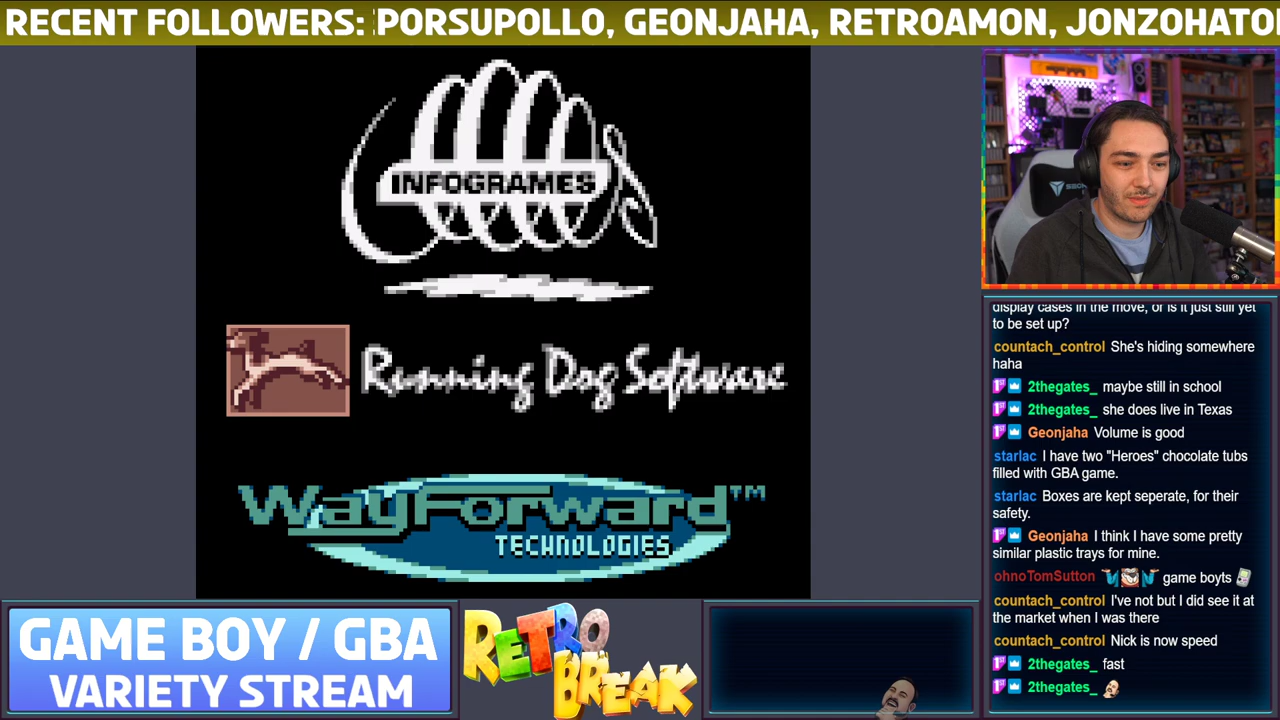 RECENT FOLLOWERS: PORSUPOLLO, GEONJAHA, RETROAMON, JONZOHATO
INFOGRAMES
Running Dog Software
WayForward™
TECHNOLOGIES
display cases in the move, or is it just still yet
to be set up?
countach_control She's hiding somewhere
haha
2thegates_ maybe still in school
2thegates_ she does live in Texas
Geonjaha Volume is good
starlac I have two "Heroes" chocolate tubs
filled with GBA game.
starlac Boxes are kept seperate, for their
safety.
Geonjaha I think I have some pretty
similar plastic trays for mine.
ohnoTomSutton game boyts
countach_control I've not but I did see it at
the market when I was there
countach_control Nick is now speed
2thegates_ fast
2thegates_
GAME BOY / GBA
VARIETY STREAM
RETRO
BREAK